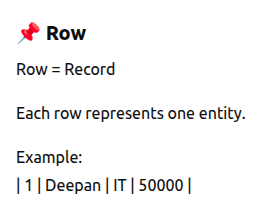 📌 Row
Row = Record
Each row represents one entity.
Example:
| 1 | Deepan | IT | 50000 |